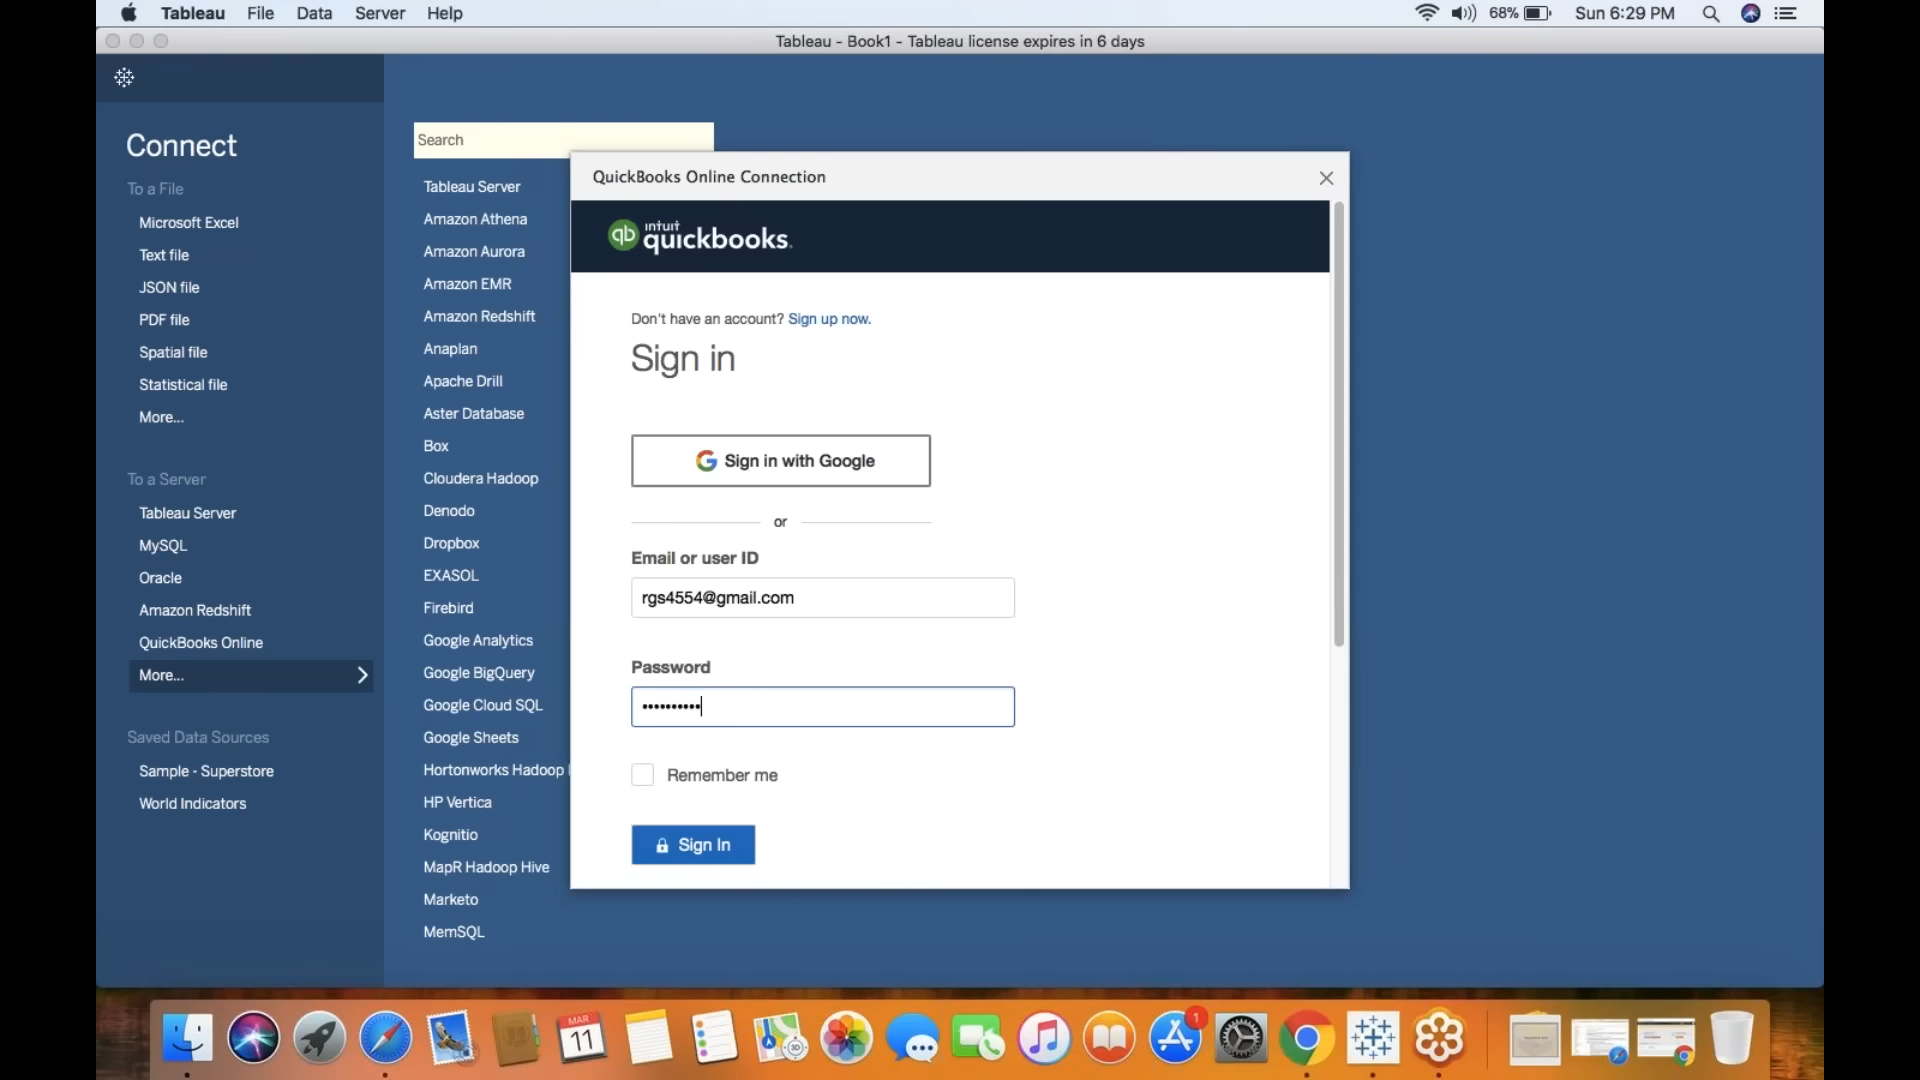 Tableau File Data Server Help
68% Sun 6:29 PM
Tableau - Book1 - Tableau license expires in 6 days
Connect
To a File
Microsoft Excel
Text file
JSON file
PDF file
Spatial file
Statistical file
More...
To a Server
Tableau Server
MySQL
Oracle
Amazon Redshift
QuickBooks Online
More...
Saved Data Sources
Sample - Superstore
World Indicators
Search
Tableau Server
Amazon Athena
Amazon Aurora
Amazon EMR
Amazon Redshift
Anaplan
Apache Drill
Aster Database
Box
Cloudera Hadoop
Denodo
Dropbox
EXASOL
Firebird
Google Analytics
Google BigQuery
Google Cloud SQL
Google Sheets
Hortonworks Hadoop
HP Vertica
Kognitio
MapR Hadoop Hive
Marketo
MemSQL
QuickBooks Online Connection
qb intuit quickbooks.
Don't have an account? Sign up now.
Sign in
Sign in with Google
or
Email or user ID
rgs4554@gmail.com
Password
••••••••••
Remember me
Sign In
MAR
11
3D
1